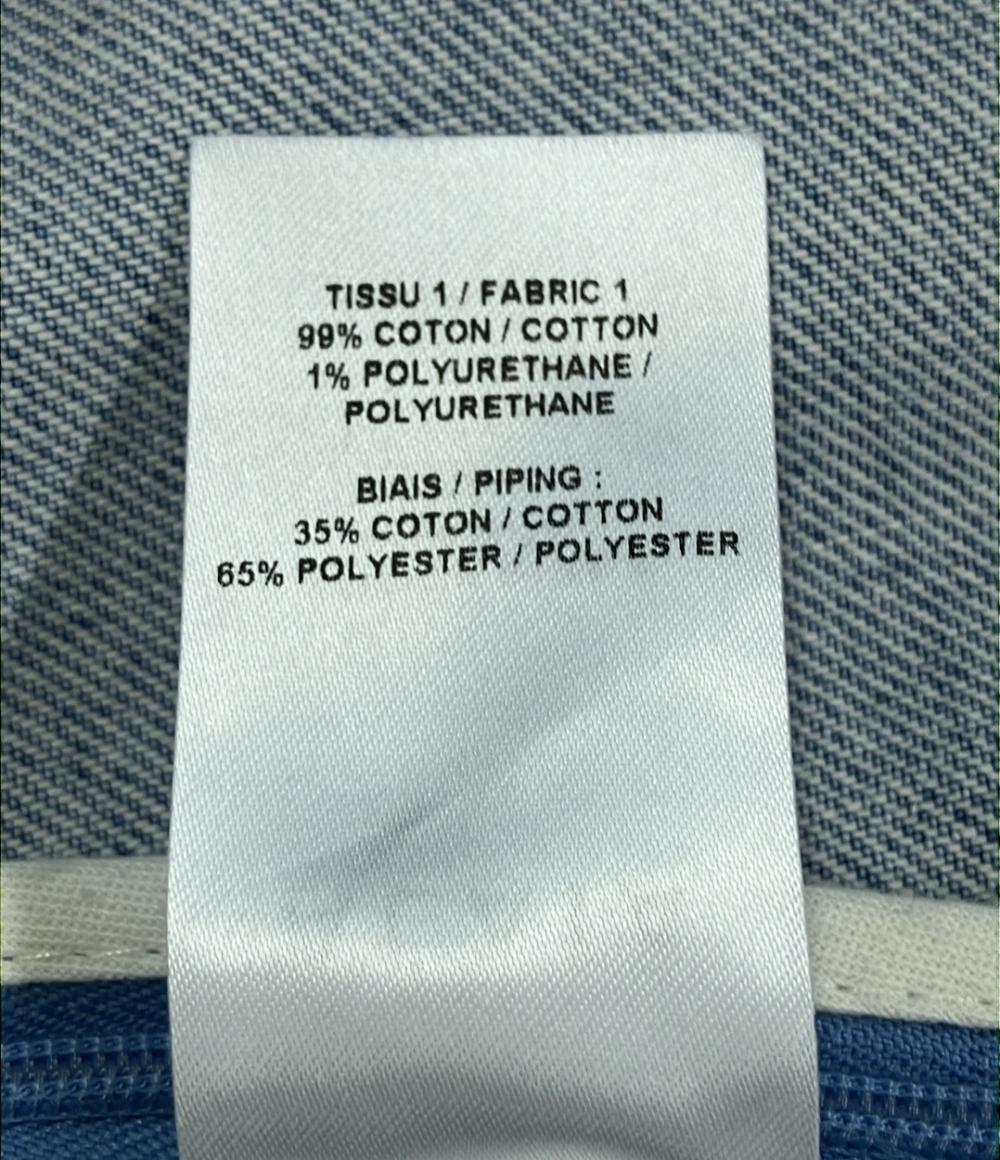 TISSU 1 / FABRIC 1
99% COTON / COTTON
1% POLYURETHANE /
POLYURETHANE
BIAIS / PIPING :
35% COTON / COTTON
65% POLYESTER / POLYESTER